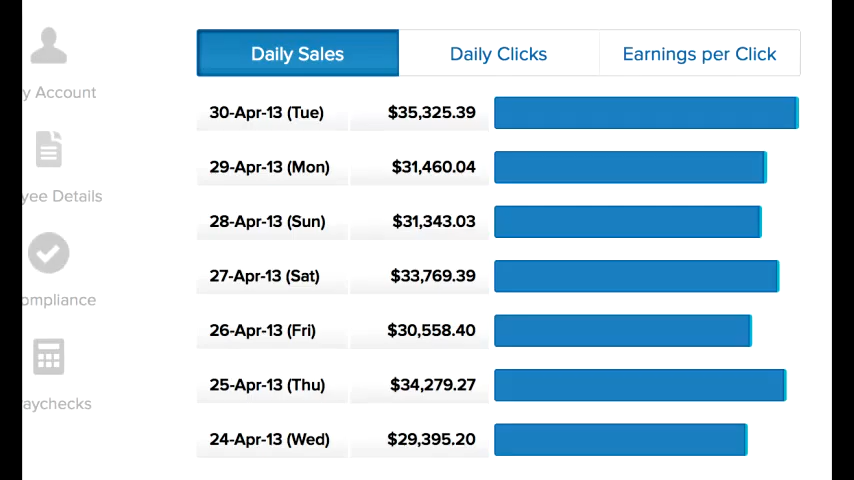 Daily Sales Daily Clicks Earnings per Click
30-Apr-13 (Tue) $35,325.39
y Account
29-Apr-13 (Mon) $31,460.04
yee Details
28-Apr-13 (Sun) $31,343.03
27-Apr-13 (Sat) $33,769.39
ompliance
26-Apr-13 (Fri) $30,558.40
25-Apr-13 (Thu) $34,279.27
aychecks
24-Apr-13 (Wed) $29,395.20